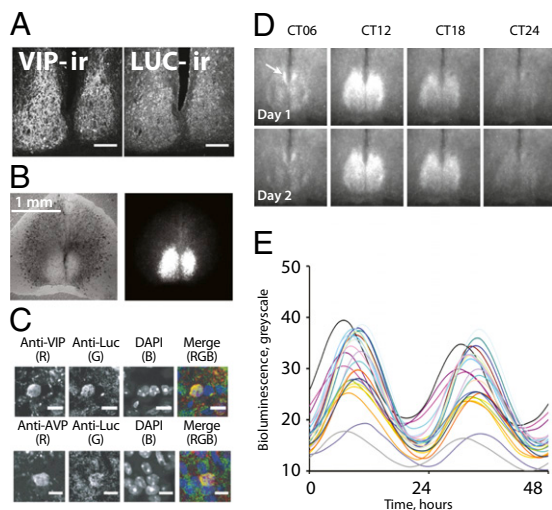 A
VIP-ir
LUC-ir
B
1 mm
C
Anti-VIP
(R)
Anti-Luc
(G)
DAPI
(B)
Merge
(RGB)
Anti-AVP
(R)
Anti-Luc
(G)
DAPI
(B)
Merge
(RGB)
D
CT06
CT12
CT18
CT24
Day 1
Day 2
E
Bioluminescence, greyscale
50
40
30
20
10
0
24
48
Time, hours